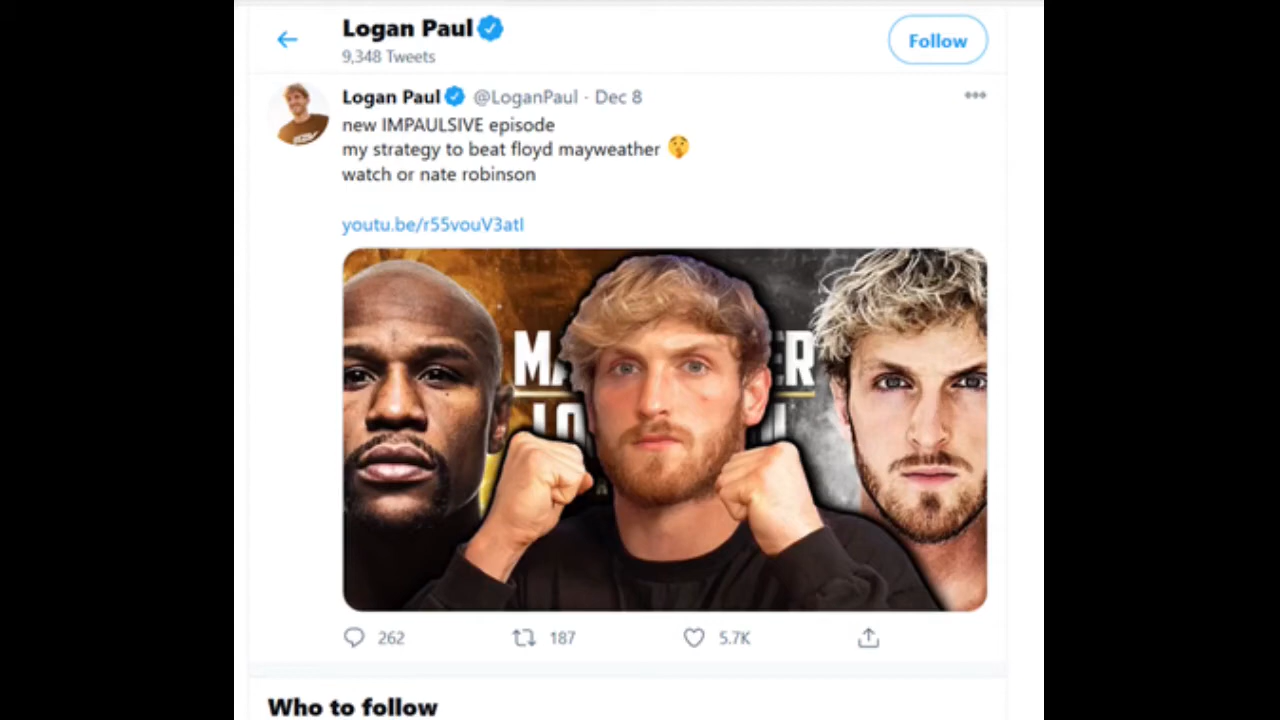 Logan Paul
9,348 Tweets
Follow
Logan Paul @LoganPaul · Dec 8
new IMPAULSIVE episode
my strategy to beat floyd mayweather 🤫
watch or nate robinson
youtu.be/r55vouV3atI
262
187
5.7K
Who to follow